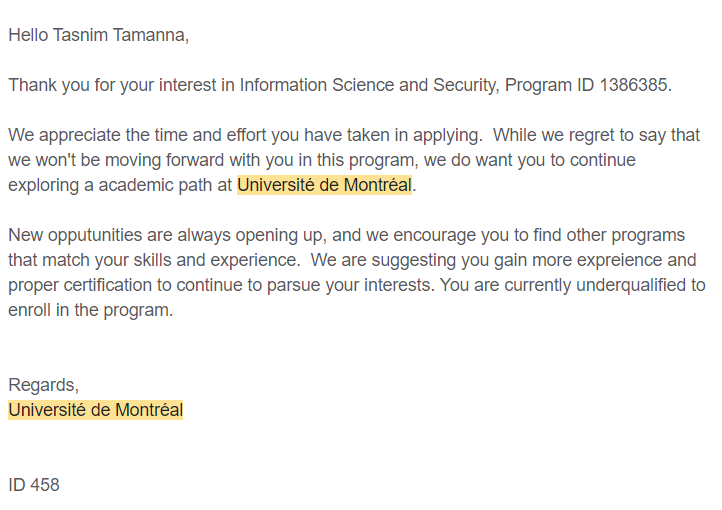 Hello Tasnim Tamanna,
Thank you for your interest in Information Science and Security, Program ID 1386385.
We appreciate the time and effort you have taken in applying.  While we regret to say that
we won't be moving forward with you in this program, we do want you to continue
exploring a academic path at Université de Montréal.
New opputunities are always opening up, and we encourage you to find other programs
that match your skills and experience.  We are suggesting you gain more expreience and
proper certification to continue to parsue your interests. You are currently underqualified to
enroll in the program.
Regards,
Université de Montréal
ID 458